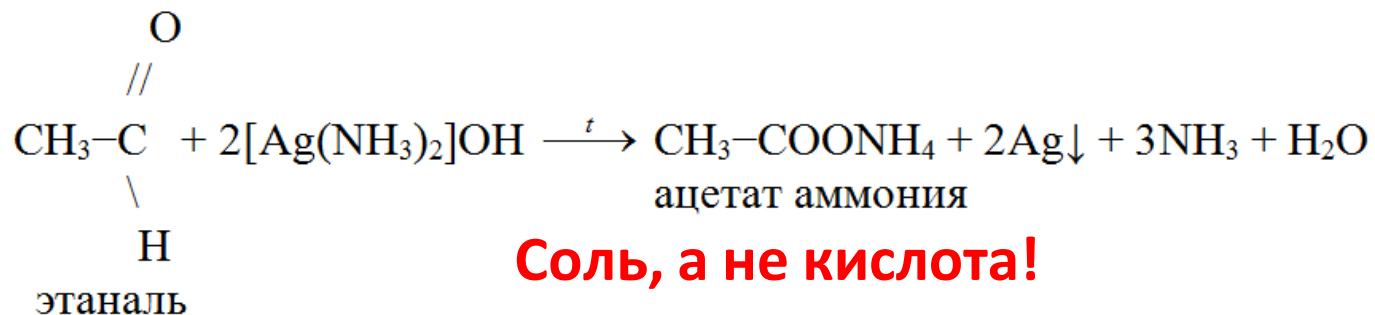 O
//
CH₃−C + 2[Ag(NH₃)₂]OH —t→ CH₃−COONH₄ + 2Ag↓ + 3NH₃ + H₂O
\ ацетат аммония
H Соль, а не кислота!
этаналь